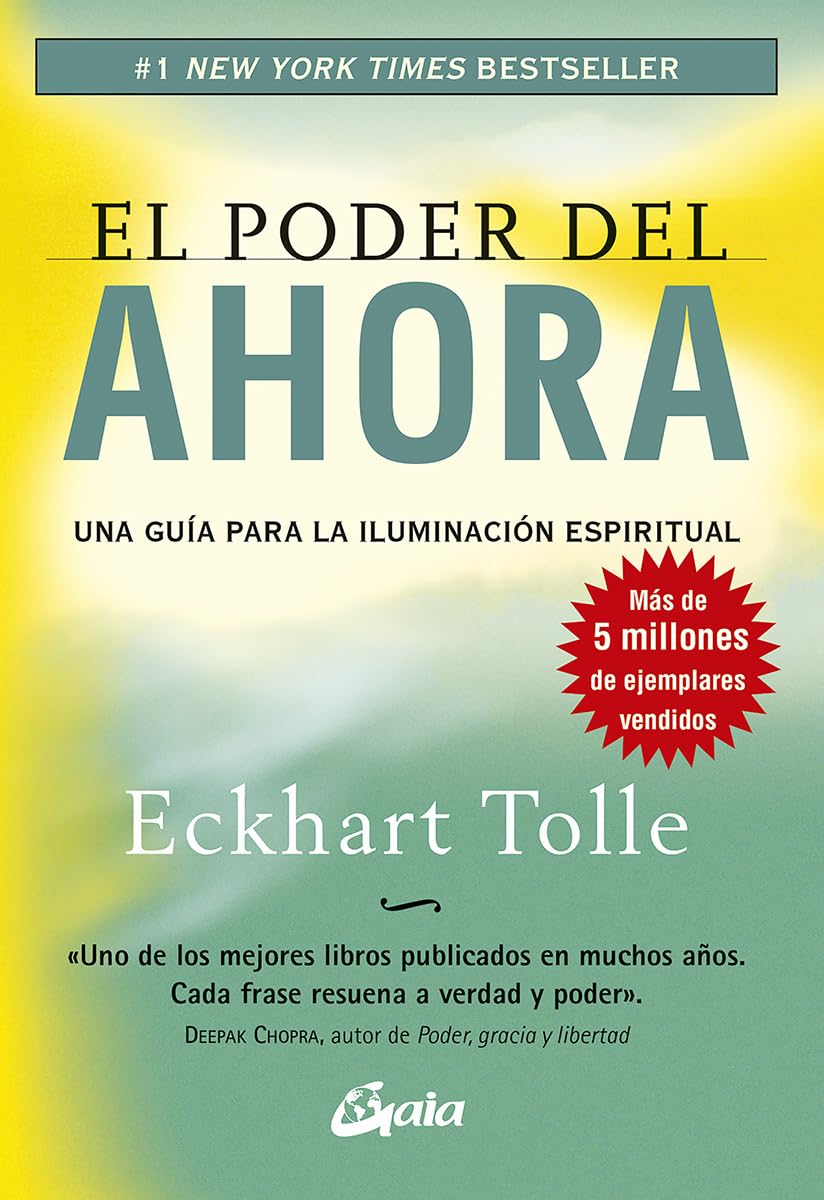 #1 NEW YORK TIMES BESTSELLER
EL PODER DEL
AHORA
UNA GUÍA PARA LA ILUMINACIÓN ESPIRITUAL
Más de
5 millones
de ejemplares
vendidos
Eckhart Tolle
«Uno de los mejores libros publicados en muchos años.
Cada frase resuena a verdad y poder».
DEEPAK CHOPRA, autor de Poder, gracia y libertad
Gaia